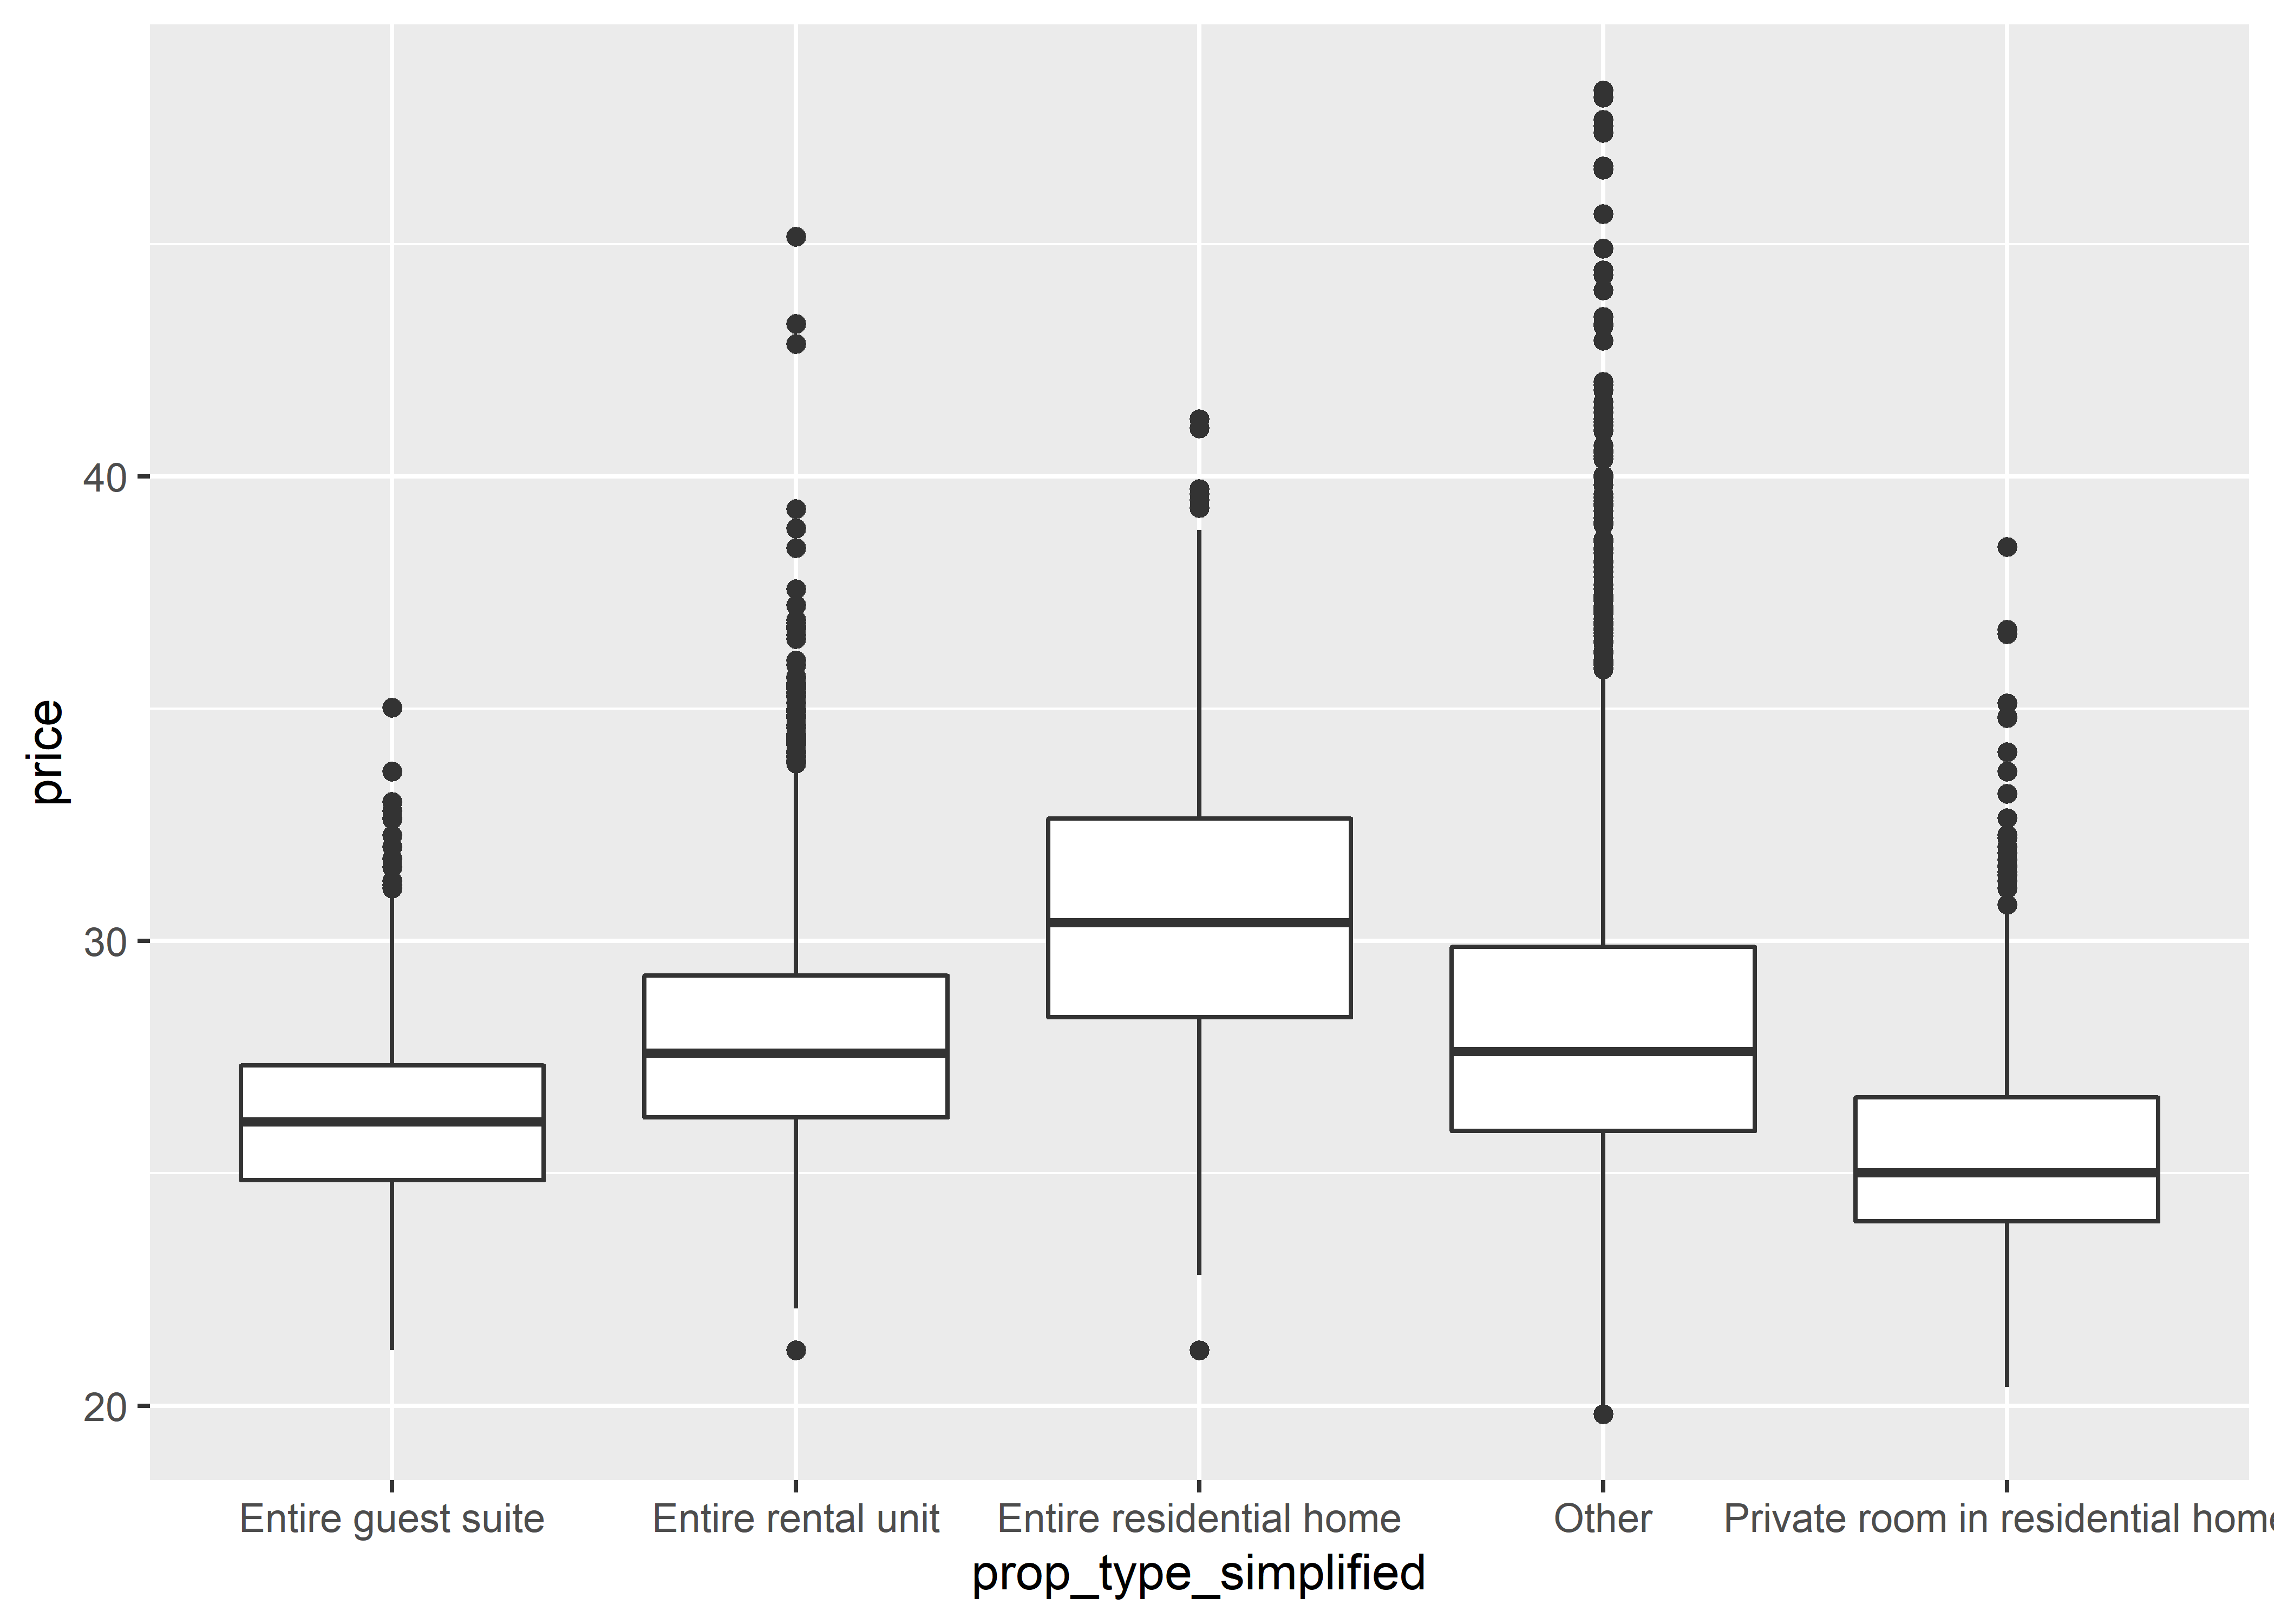 price
40
30
20
Entire guest suite Entire rental unit Entire residential home Other Private room in residential home
prop_type_simplified